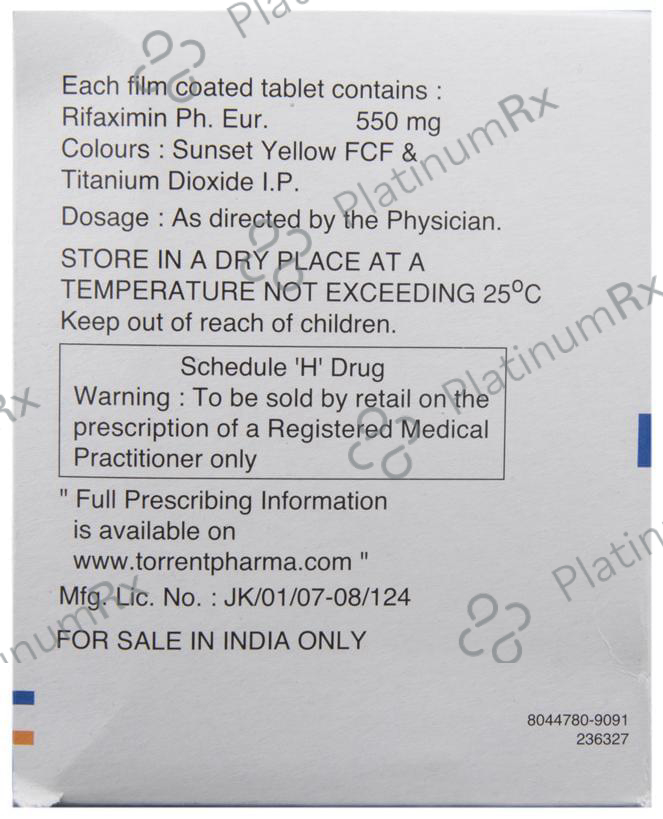 Each film coated tablet contains :
Rifaximin Ph. Eur. 550 mg
Colours : Sunset Yellow FCF &
Titanium Dioxide I.P.
Dosage : As directed by the Physician.
STORE IN A DRY PLACE AT A
TEMPERATURE NOT EXCEEDING 25⁰C
Keep out of reach of children.
Schedule 'H' Drug
Warning : To be sold by retail on the
prescription of a Registered Medical
Practitioner only
" Full Prescribing Information
is available on
www.torrentpharma.com "
Mfg. Lic. No. : JK/01/07-08/124
FOR SALE IN INDIA ONLY
8044780-9091
236327
PlatinumRx
PlatinumRx